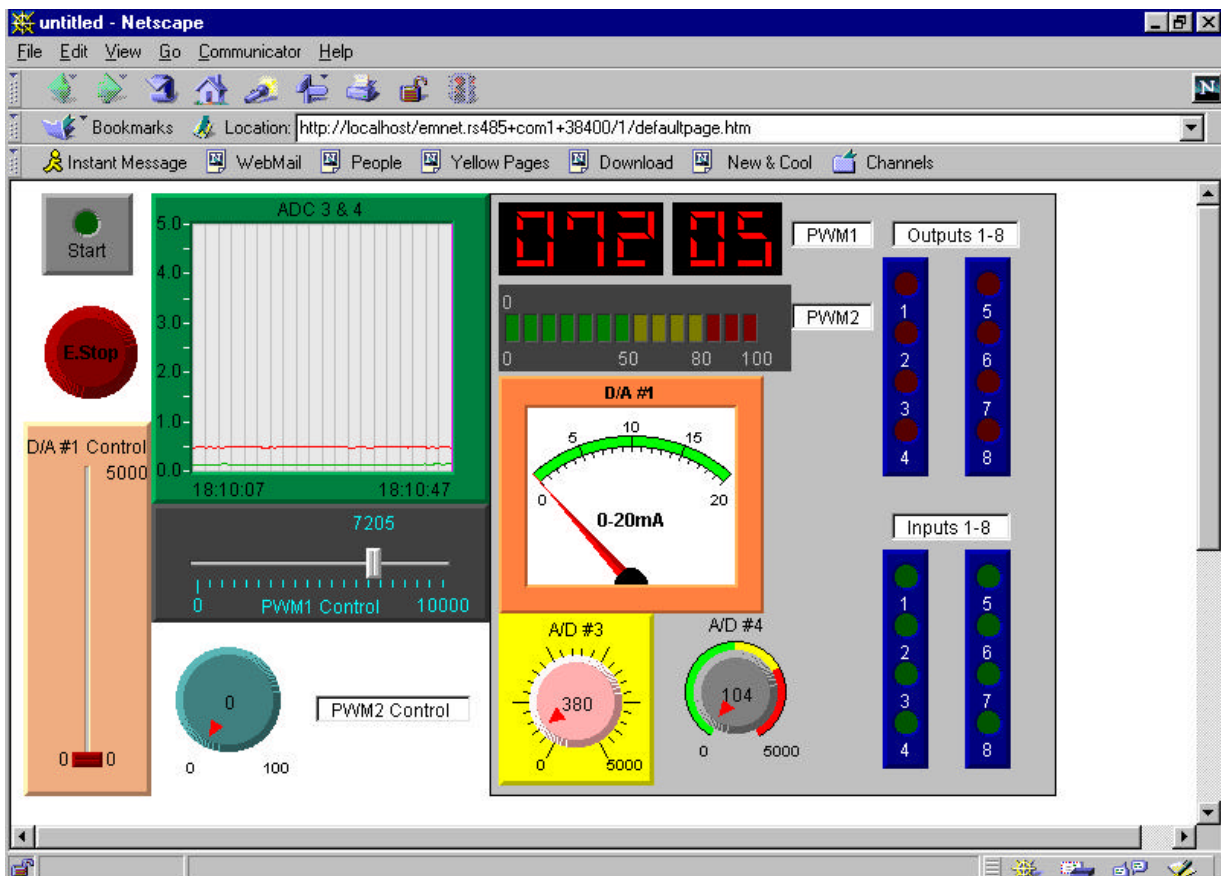 untitled - Netscape
File Edit View Go Communicator Help
N
Bookmarks Location: http://localhost/emnet.rs485+com1+38400/1/defaultpage.htm
Instant Message WebMail People Yellow Pages Download New & Cool Channels
Start
E.Stop
D/A #1 Control
5000
0 0
ADC 3 & 4
5.0
4.0
3.0
2.0
1.0
0.0
18:10:07 18:10:47
7205
0 PWM1 Control 10000
0
0 100
PWM2 Control
072 05
PWM1
0
0 50 80 100
PWM2
D/A #1
0 5 10 15 20
0-20mA
A/D #3
380
0 5000
A/D #4
104
0 5000
Outputs 1-8
1 5
2 6
3 7
4 8
Inputs 1-8
1 5
2 6
3 7
4 8